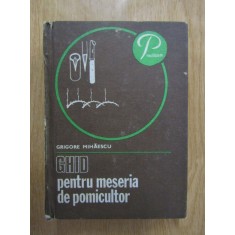 P
GRIGORE MIHĂESCU
GHID
pentru meseria
de pomicultor